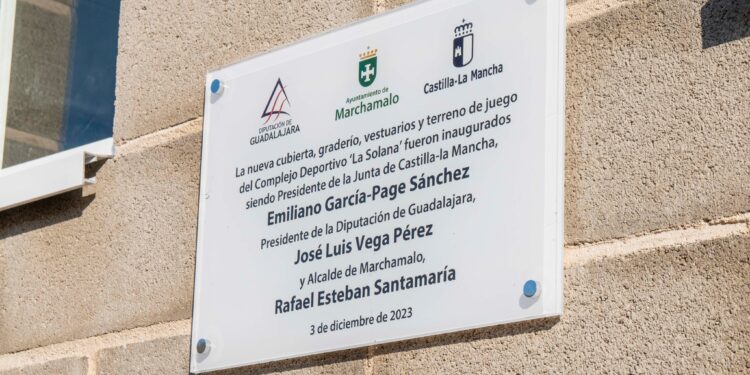 DIPUTACIÓN DE
GUADALAJARA
Ayuntamiento de
Marchamalo
Castilla-La Mancha
La nueva cubierta, graderío, vestuarios y terreno de juego
del Complejo Deportivo 'La Solana' fueron inaugurados
siendo Presidente de la Junta de Castilla-la Mancha,
Emiliano García-Page Sánchez
Presidente de la Diputación de Guadalajara,
José Luis Vega Pérez
y Alcalde de Marchamalo,
Rafael Esteban Santamaría
3 de diciembre de 2023